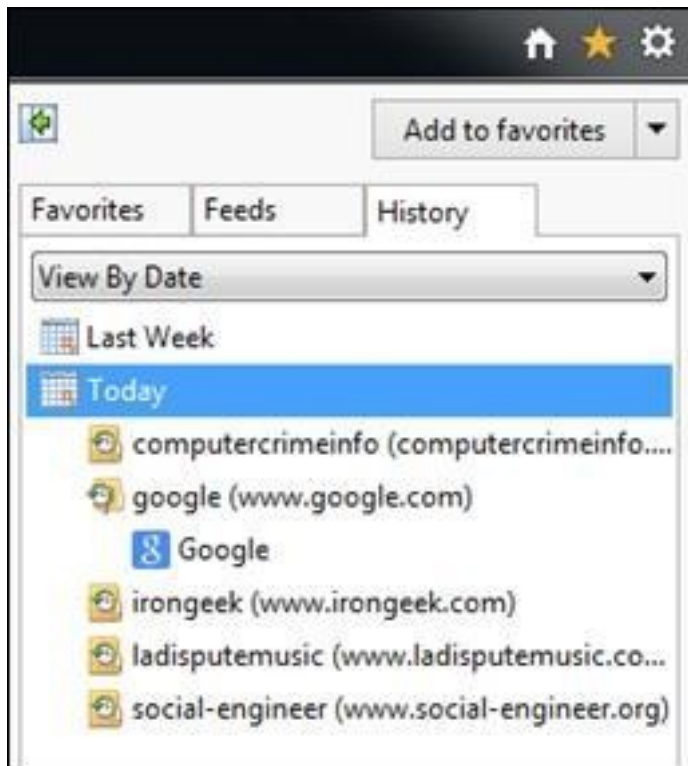 Add to favorites
Favorites Feeds History
View By Date
Last Week
Today
computercrimeinfo (computercrimeinfo....
google (www.google.com)
Google
irongeek (www.irongeek.com)
ladisputemusic (www.ladisputemusic.co...
social-engineer (www.social-engineer.org)